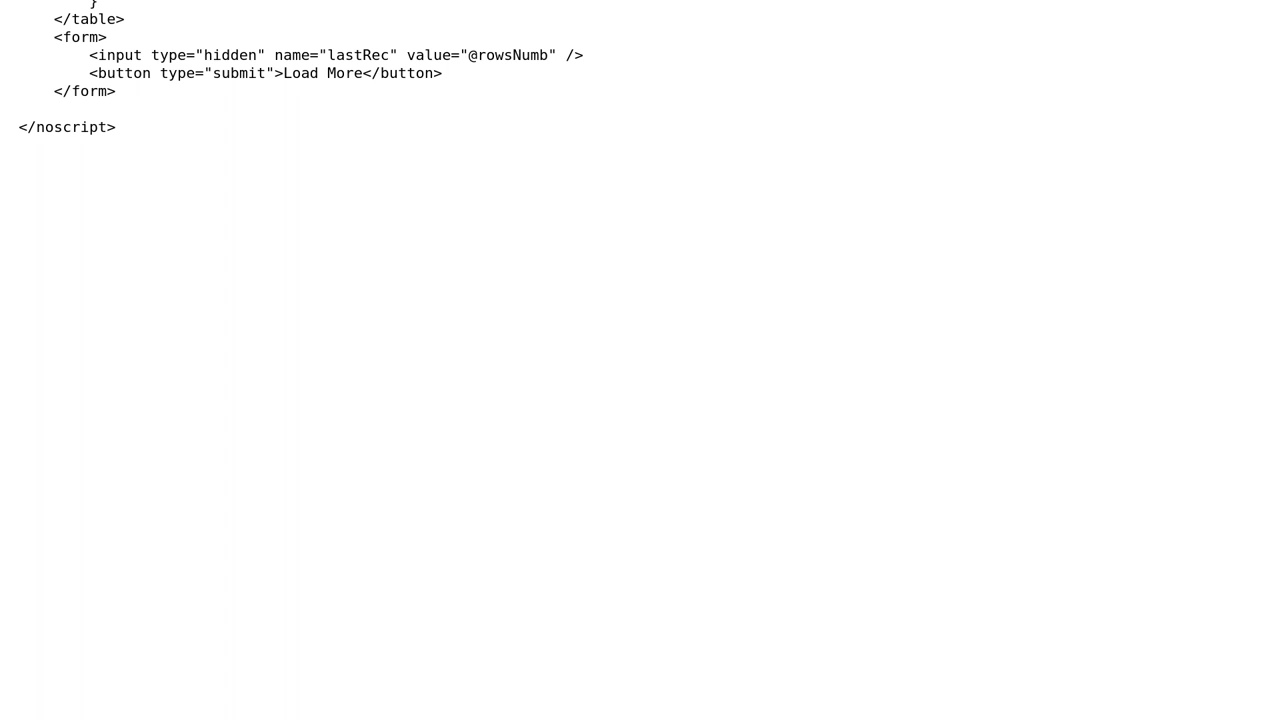 }
    </table>
    <form>
        <input type="hidden" name="lastRec" value="@rowsNumb" />
        <button type="submit">Load More</button>
    </form>

</noscript>